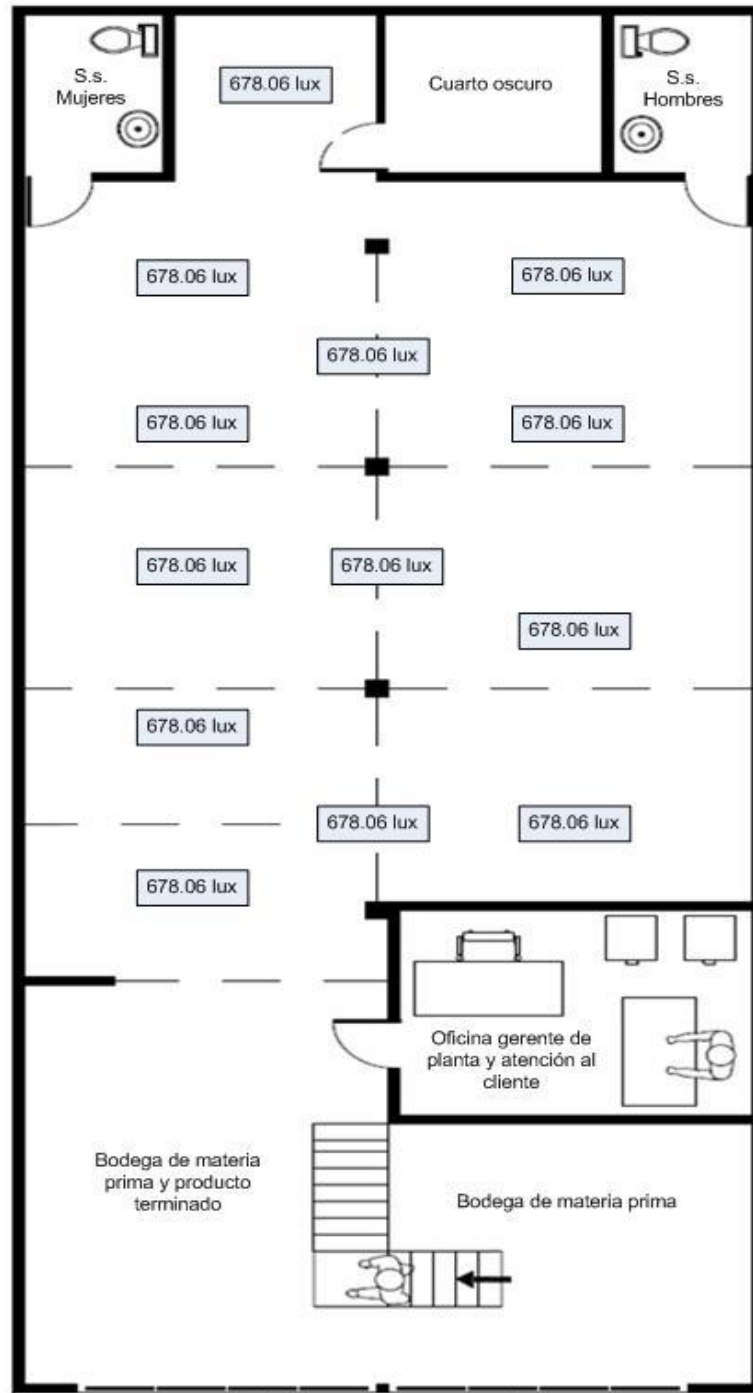 S.s.
Mujeres
678.06 lux
Cuarto oscuro
S.s.
Hombres
678.06 lux
678.06 lux
678.06 lux
678.06 lux
678.06 lux
678.06 lux
678.06 lux
678.06 lux
678.06 lux
678.06 lux
678.06 lux
678.06 lux
Oficina gerente de
planta y atención al
cliente
Bodega de materia
prima y producto
terminado
Bodega de materia prima